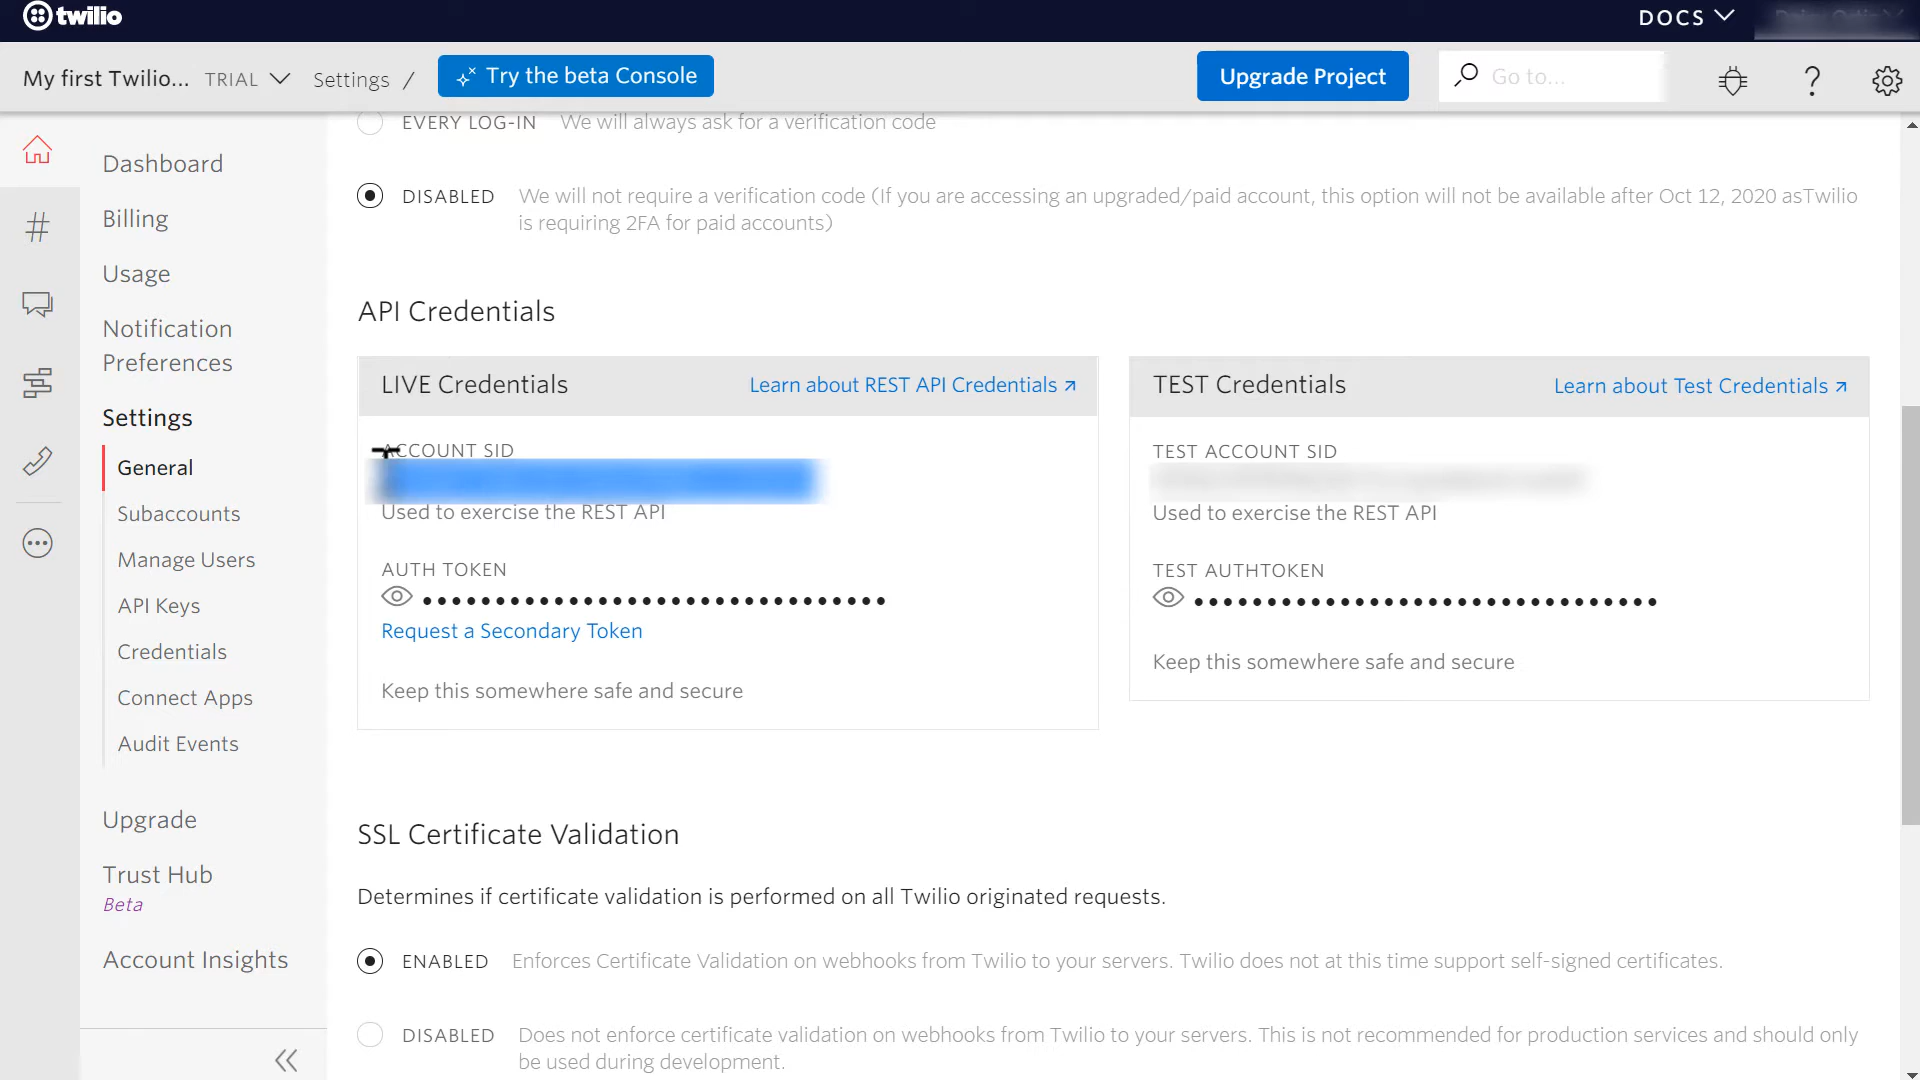 twilio
DOCS
My first Twilio... TRIAL
Settings /
Try the beta Console
Upgrade Project
Go to...
EVERY LOG-IN We will always ask for a verification code
DISABLED We will not require a verification code (If you are accessing an upgraded/paid account, this option will not be available after Oct 12, 2020 asTwilio
is requiring 2FA for paid accounts)
Dashboard
Billing
Usage
Notification
Preferences
Settings
General
Subaccounts
Manage Users
API Keys
Credentials
Connect Apps
Audit Events
Upgrade
Trust Hub
Beta
Account Insights
API Credentials
LIVE Credentials
Learn about REST API Credentials
ACCOUNT SID
Used to exercise the REST API
AUTH TOKEN
Request a Secondary Token
Keep this somewhere safe and secure
TEST Credentials
Learn about Test Credentials
TEST ACCOUNT SID
Used to exercise the REST API
TEST AUTHTOKEN
Keep this somewhere safe and secure
SSL Certificate Validation
Determines if certificate validation is performed on all Twilio originated requests.
ENABLED Enforces Certificate Validation on webhooks from Twilio to your servers. Twilio does not at this time support self-signed certificates.
DISABLED Does not enforce certificate validation on webhooks from Twilio to your servers. This is not recommended for production services and should only
be used during development.